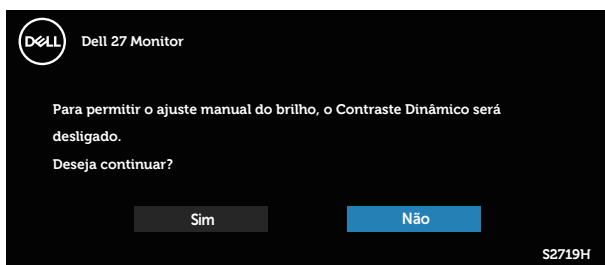 DELL
Dell 27 Monitor
Para permitir o ajuste manual do brilho, o Contraste Dinâmico será
desligado.
Deseja continuar?
Sim
Não
S2719H